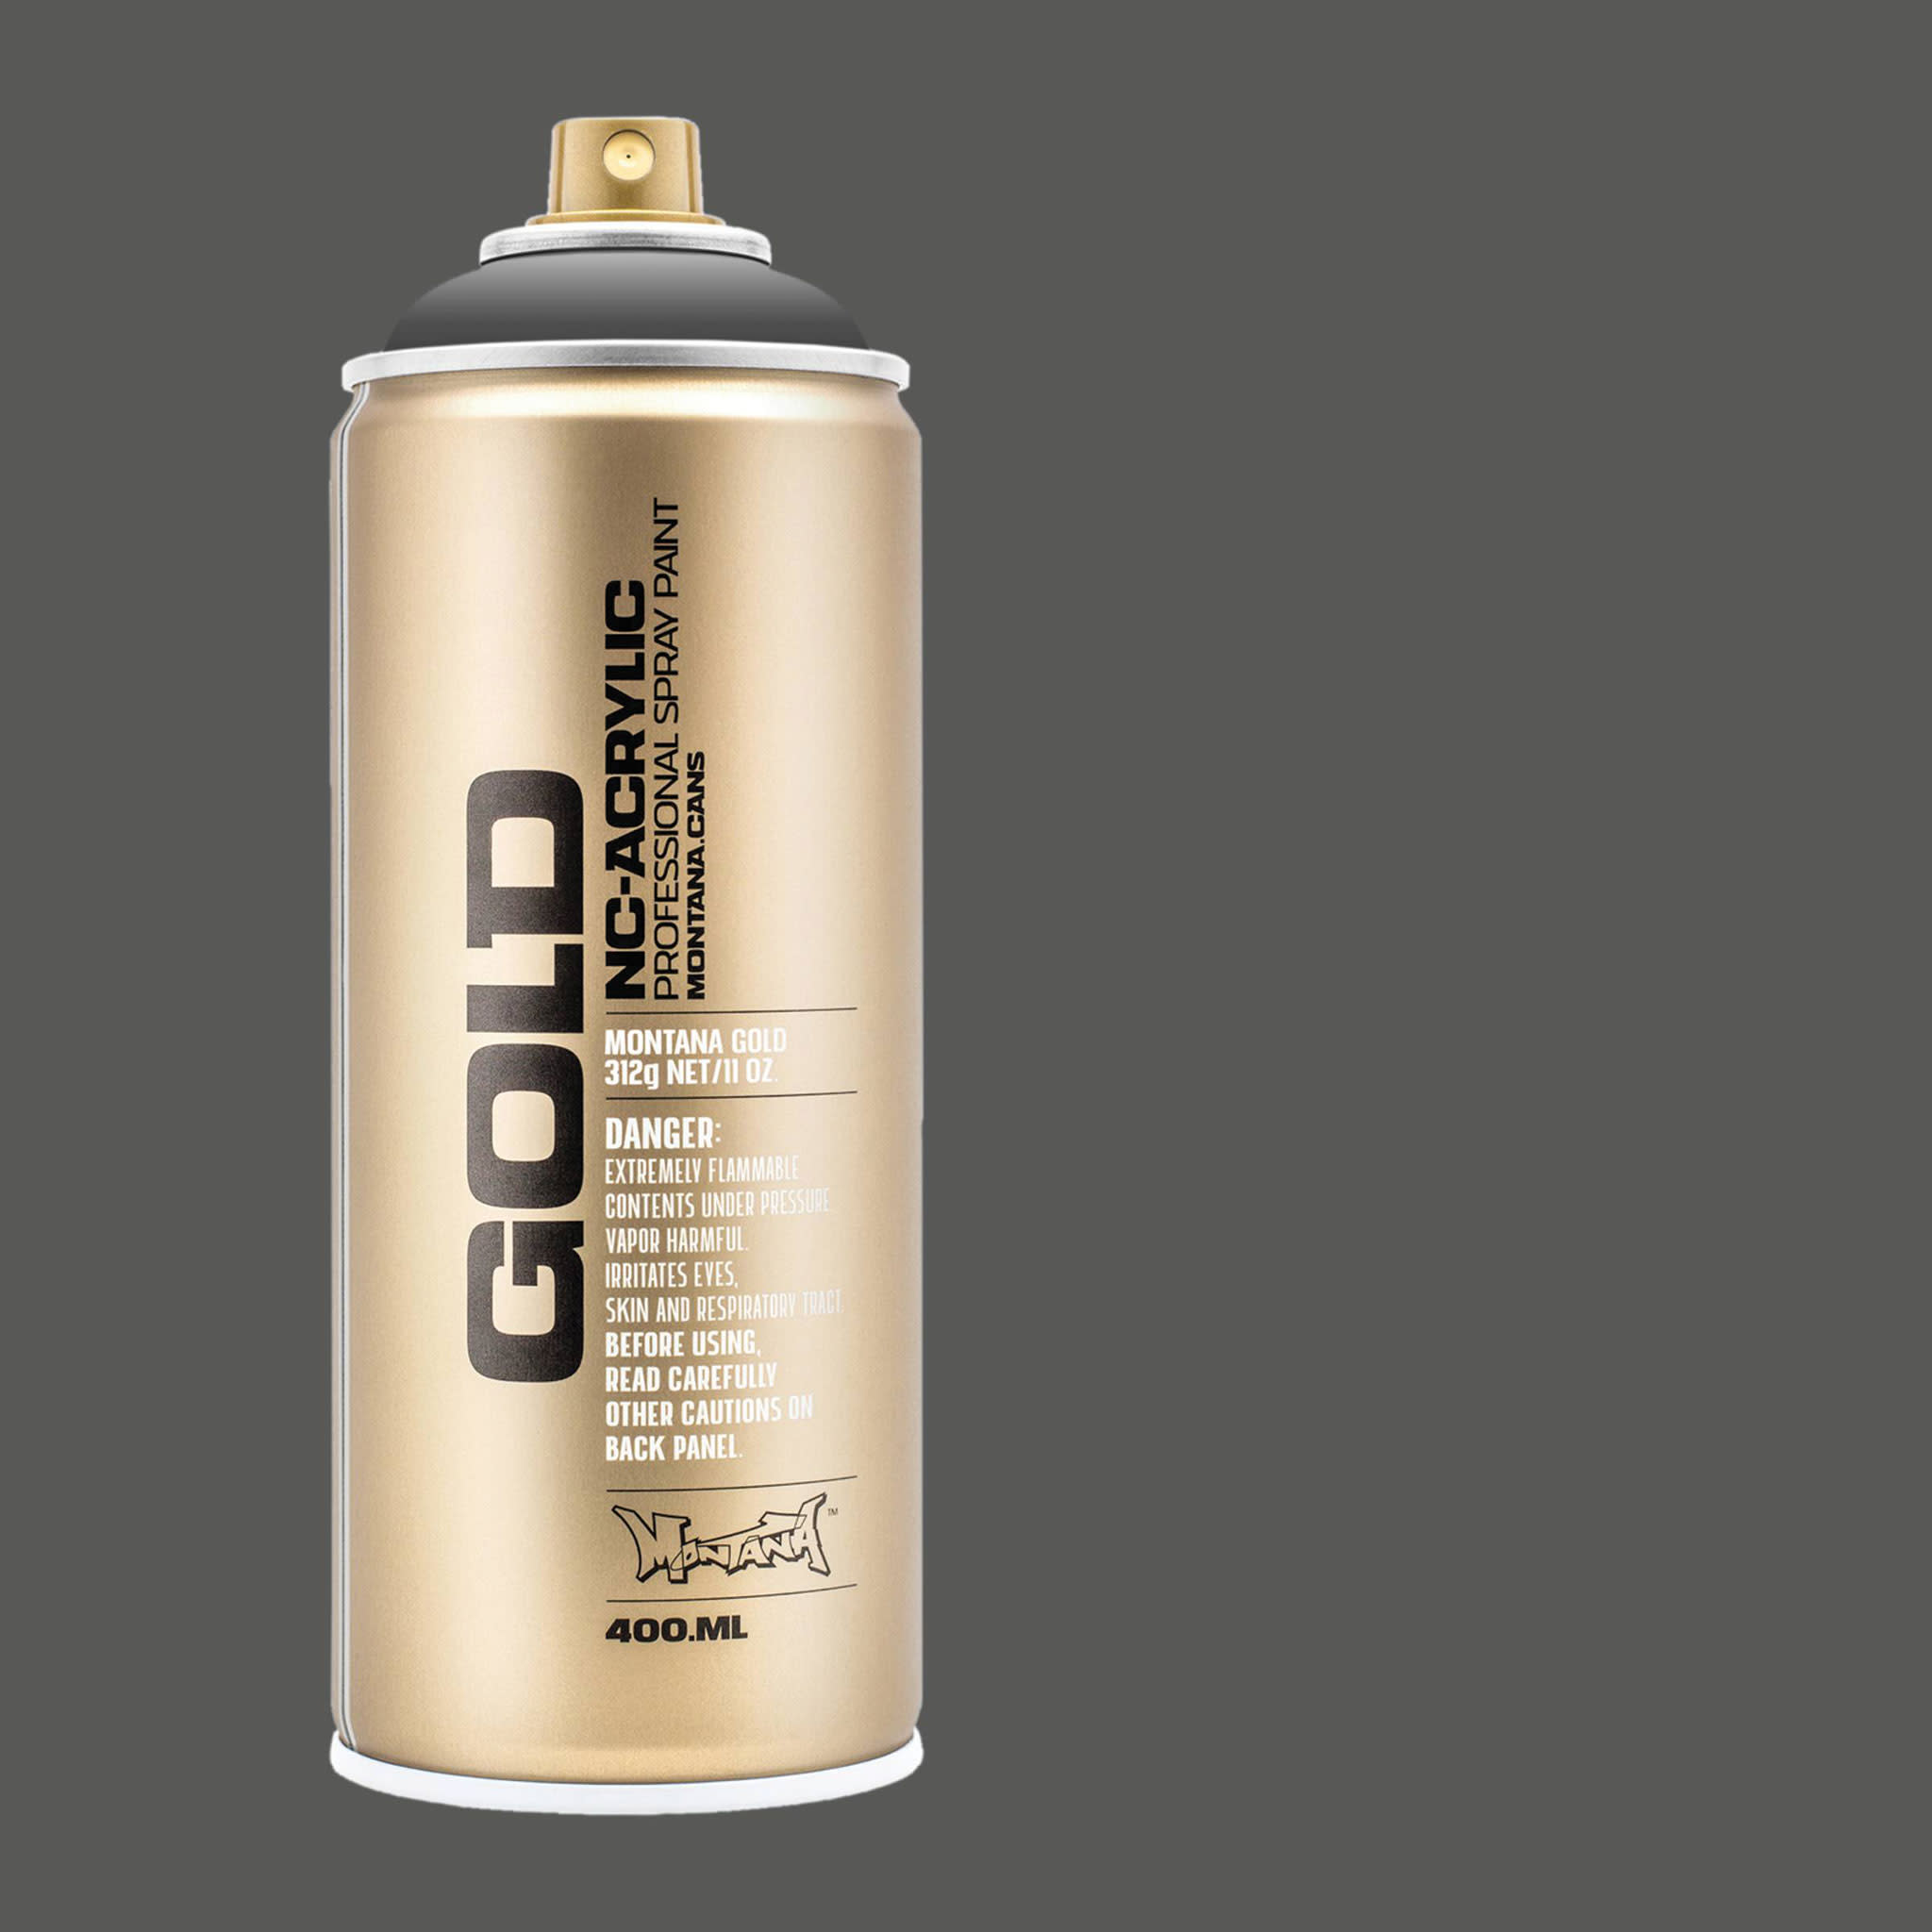 GOLD
NC-ACRYLIC
PROFESSIONAL SPRAY PAINT
MONTANA.CANS
MONTANA GOLD
312g NET/11 OZ.
DANGER:
EXTREMELY FLAMMABLE
CONTENTS UNDER PRESSURE
VAPOR HARMFUL.
IRRITATES EYES,
SKIN AND RESPIRATORY TRACT.
BEFORE USING,
READ CAREFULLY
OTHER CAUTIONS ON
BACK PANEL.
MONTANA™
400.ML